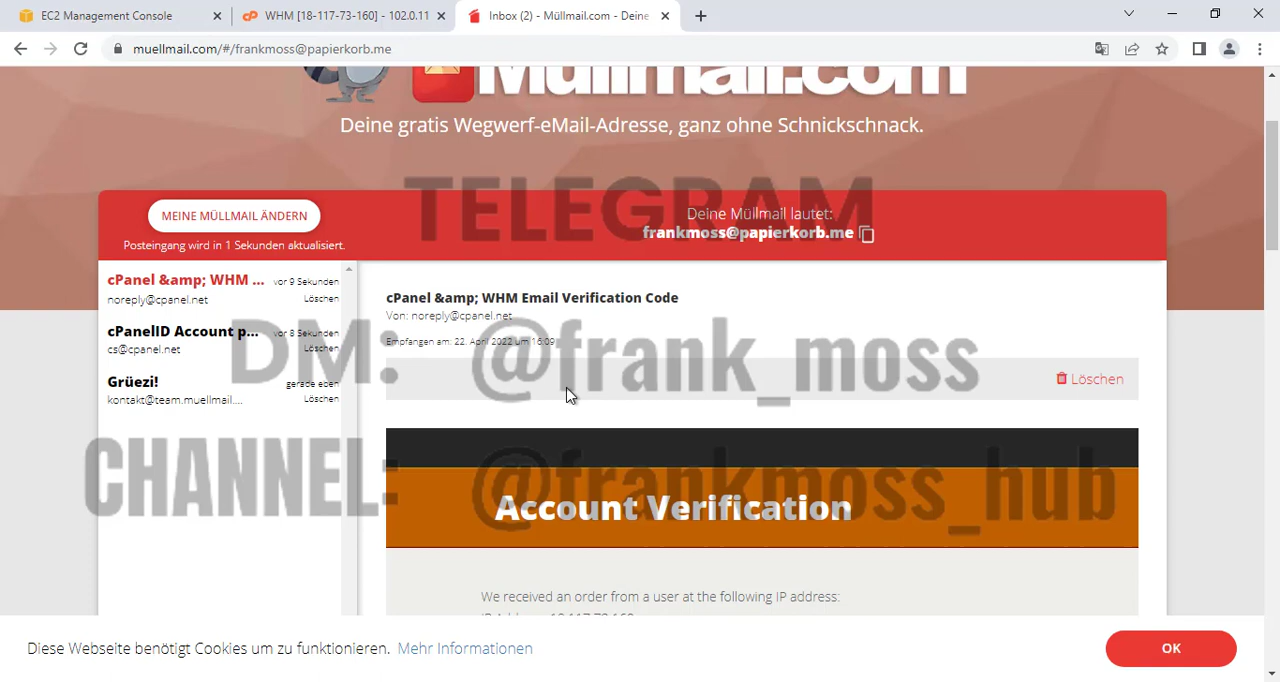 EC2 Management Console
WHM [18-117-73-160] - 102.0.11
Inbox (2) - Müllmail.com - Deine
muellmail.com/#/frankmoss@papierkorb.me
Müllmail.com
Deine gratis Wegwerf-eMail-Adresse, ganz ohne Schnickschnack.
MEINE MÜLLMAIL ÄNDERN
Posteingang wird in 1 Sekunden aktualisiert.
Deine Müllmail lautet:
frankmoss@papierkorb.me
TELEGRAM
DM: @frank_moss
CHANNEL: @frankmoss_hub
cPanel &amp; WHM ...
vor 9 Sekunden
noreply@cpanel.net
Löschen
cPanelID Account p...
vor 8 Sekunden
cs@cpanel.net
Löschen
Grüezi!
gerade eben
kontakt@team.muellmail....
Löschen
cPanel &amp; WHM Email Verification Code
Von: noreply@cpanel.net
Empfangen am: 22. April 2022 um 16:09
Löschen
Account Verification
We received an order from a user at the following IP address:
Diese Webseite benötigt Cookies um zu funktionieren. Mehr Informationen
OK